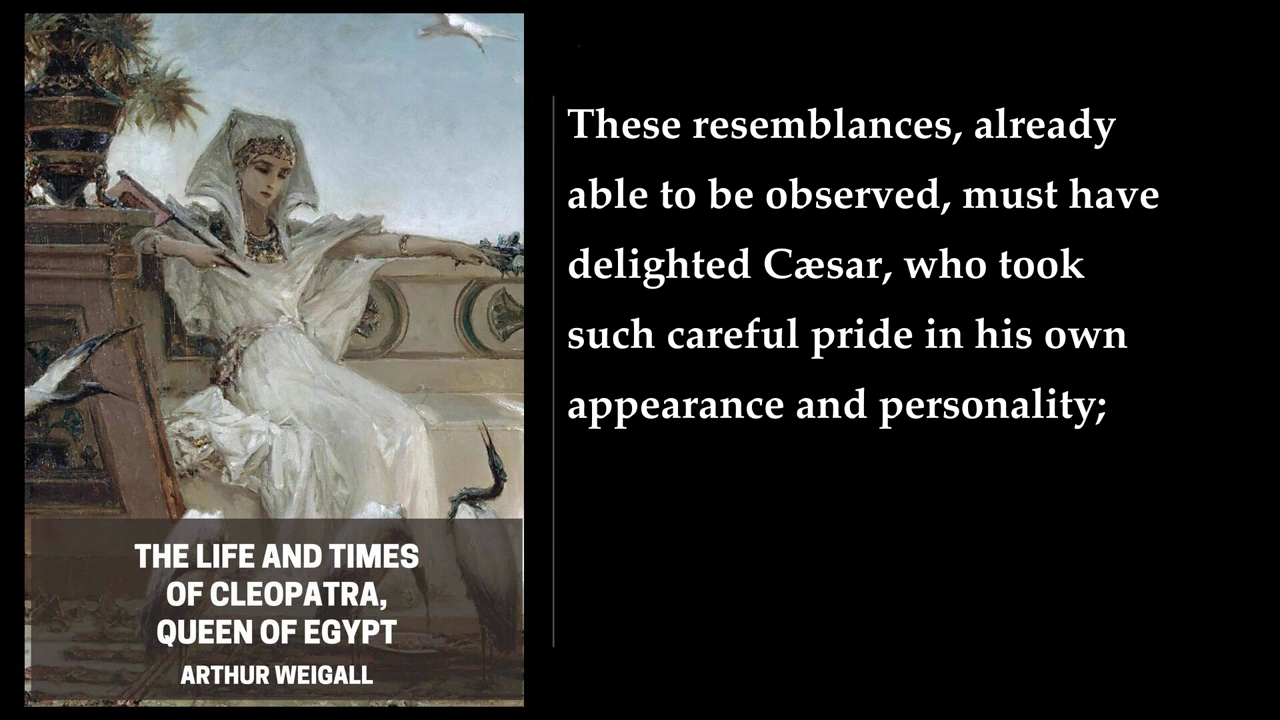 THE LIFE AND TIMES
OF CLEOPATRA,
QUEEN OF EGYPT
ARTHUR WEIGALL
These resemblances, already
able to be observed, must have
delighted Cæsar, who took
such careful pride in his own
appearance and personality;